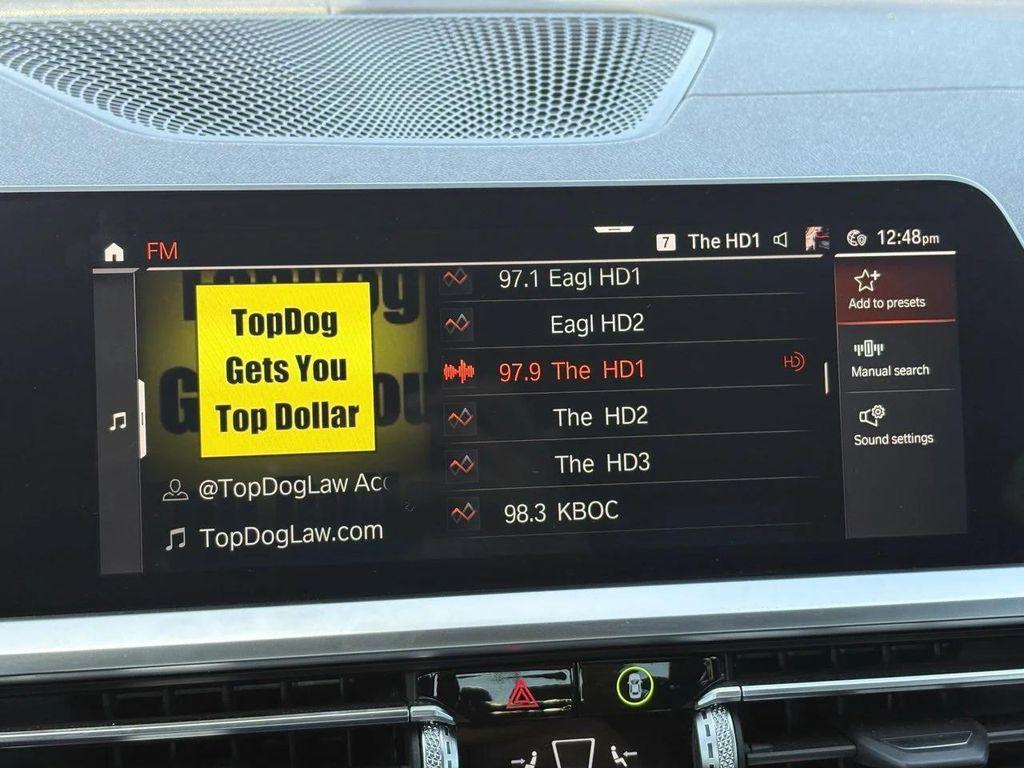 FM
7 The HD1
12:48pm
TopDog
Gets You
Top Dollar
@TopDogLaw Acc
TopDogLaw.com
97.1 Eagl HD1
Eagl HD2
97.9 The HD1
HD
The HD2
The HD3
98.3 KBOC
Add to presets
Manual search
Sound settings